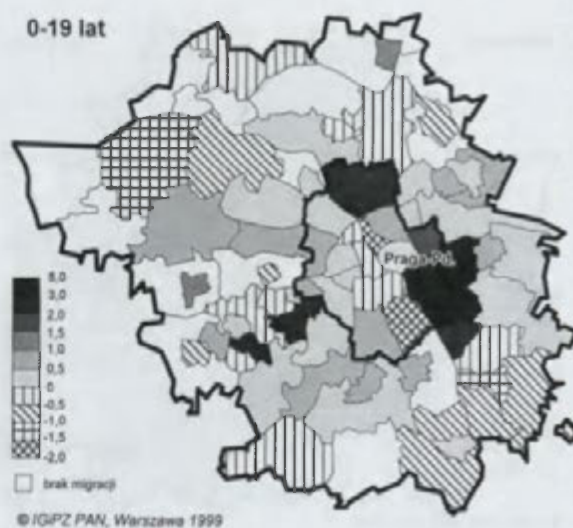 0-19 lat
Praga-Pd.
5,0
3,0
2,0
1,5
1,0
0,5
0
-0,5
-1,0
-1,5
-2,0
brak migracji
© IGiPZ PAN, Warszawa 1999